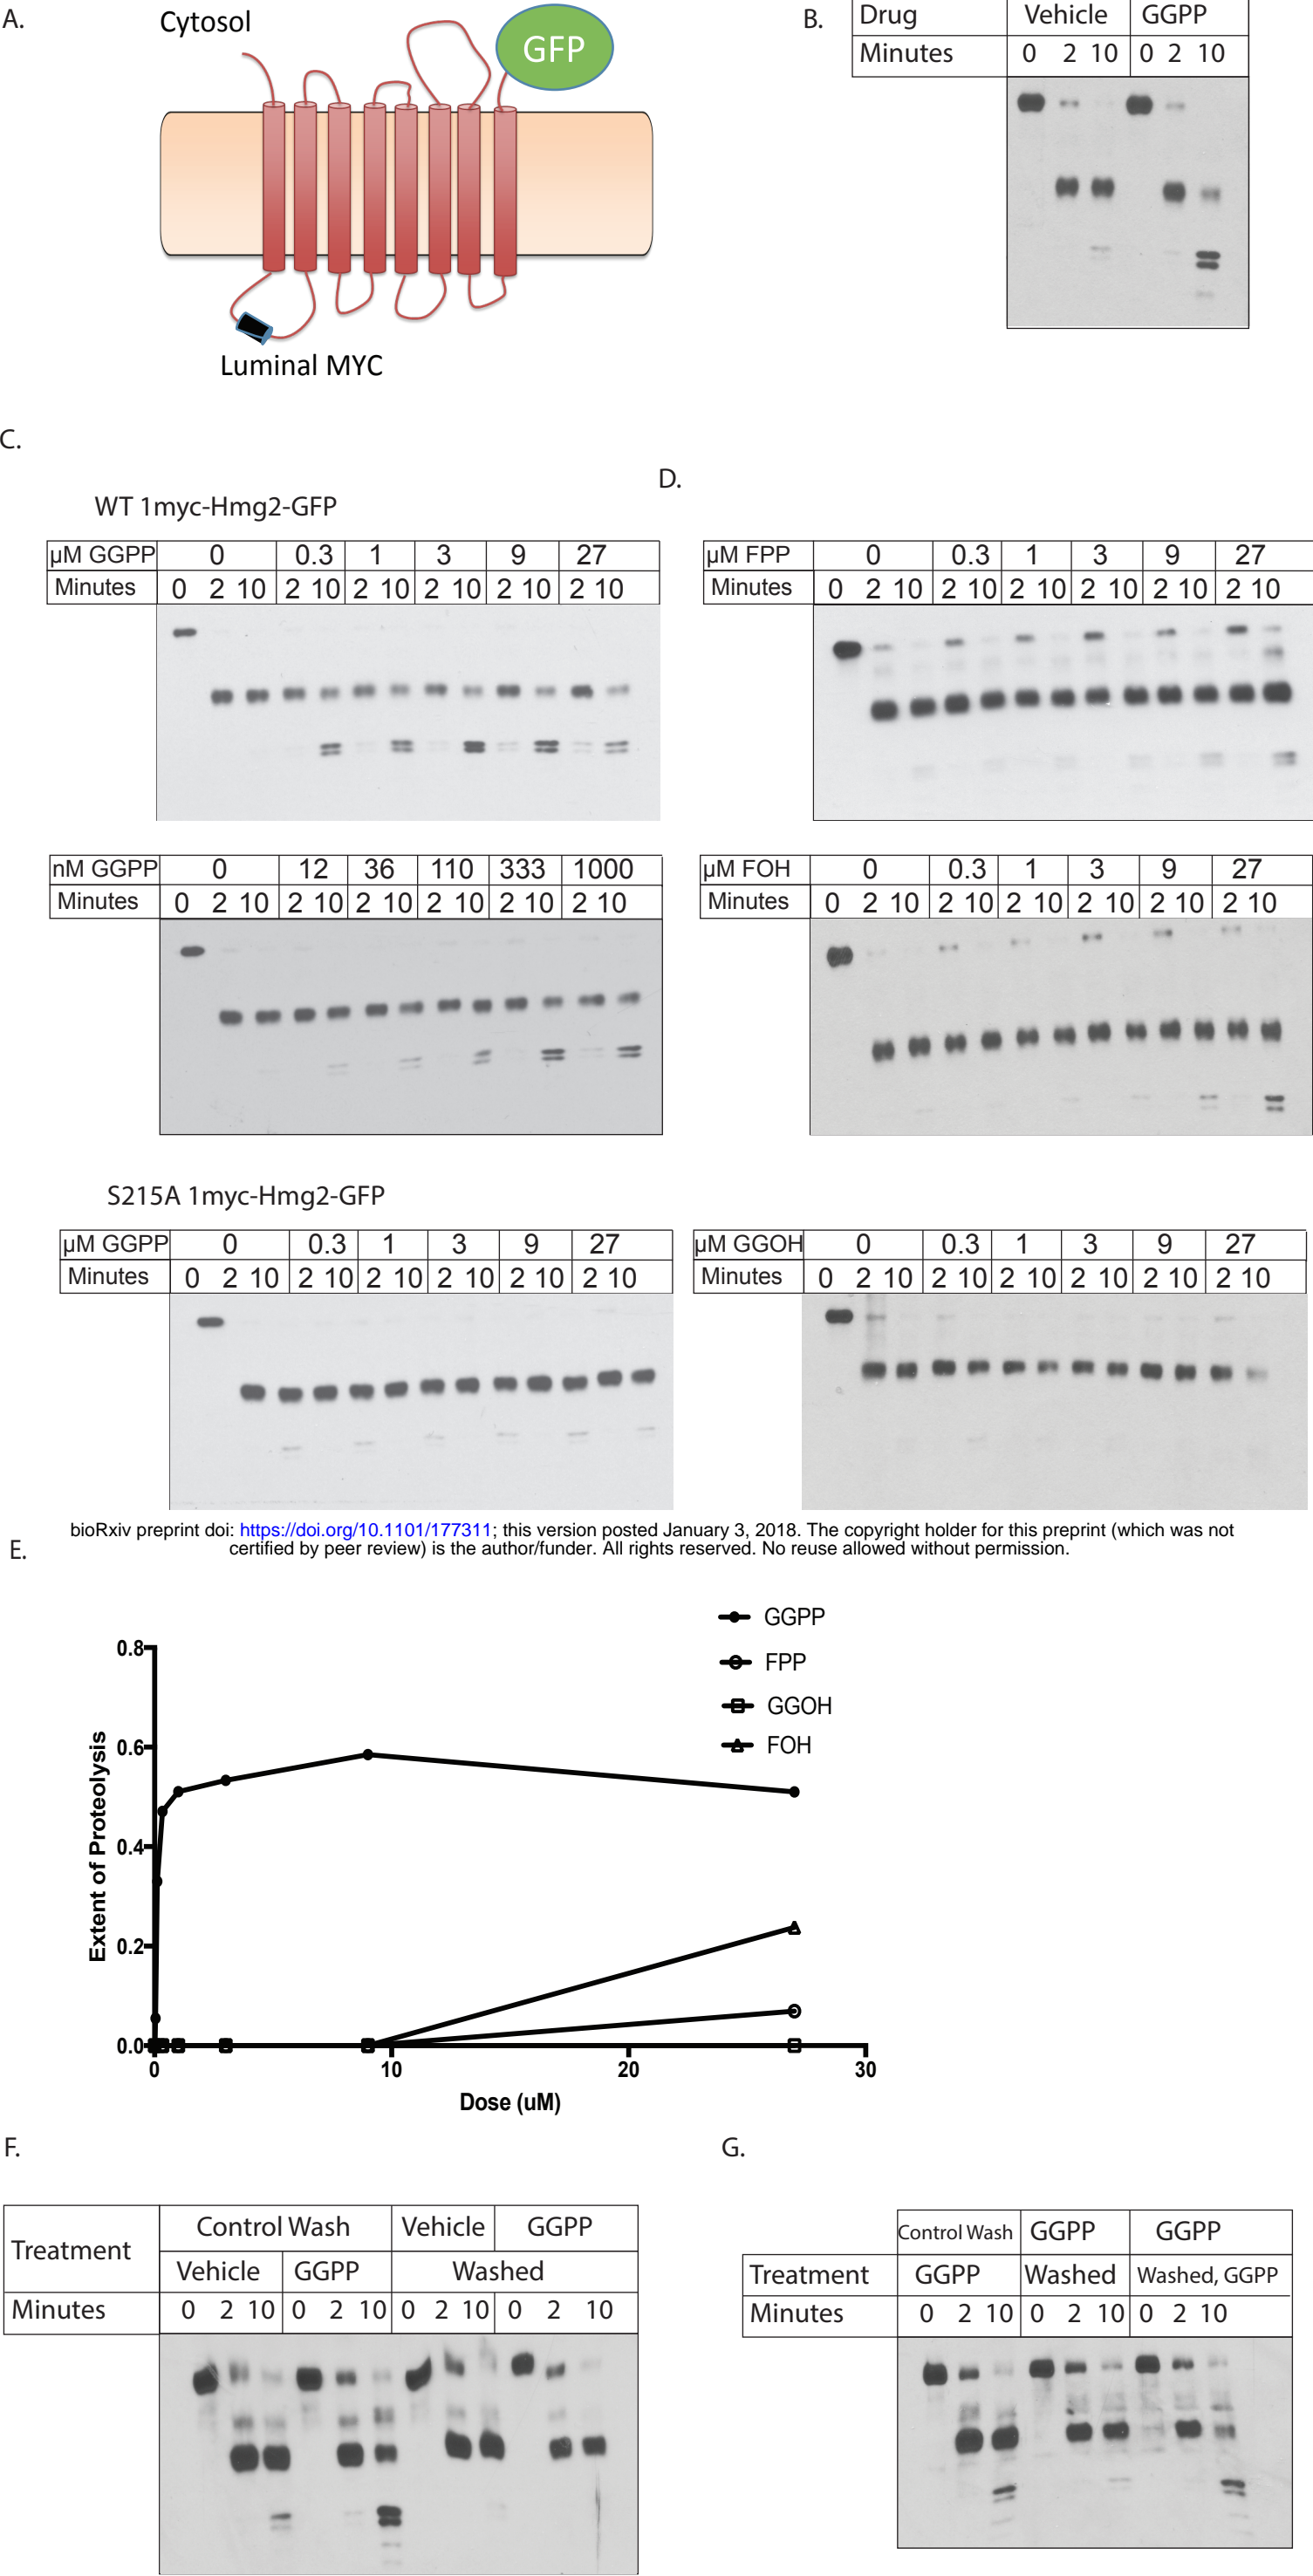 A.
Cytosol
GFP
Luminal MYC
B.
Drug Vehicle GGPP
Minutes 0 2 10 0 2 10
C.
WT 1myc-Hmg2-GFP
µM GGPP 0 0.3 1 3 9 27
Minutes 0 2 10 2 10 2 10 2 10 2 10 2 10
nM GGPP 0 12 36 110 333 1000
Minutes 0 2 10 2 10 2 10 2 10 2 10 2 10
S215A 1myc-Hmg2-GFP
µM GGPP 0 0.3 1 3 9 27
Minutes 0 2 10 2 10 2 10 2 10 2 10 2 10
D.
µM FPP 0 0.3 1 3 9 27
Minutes 0 2 10 2 10 2 10 2 10 2 10 2 10
µM FOH 0 0.3 1 3 9 27
Minutes 0 2 10 2 10 2 10 2 10 2 10 2 10
µM GGOH 0 0.3 1 3 9 27
Minutes 0 2 10 2 10 2 10 2 10 2 10 2 10
bioRxiv preprint doi: https://doi.org/10.1101/177311; this version posted January 3, 2018. The copyright holder for this preprint (which was not
certified by peer review) is the author/funder. All rights reserved. No reuse allowed without permission.
E.
GGPP
FPP
GGOH
FOH
0.8
0.6
0.4
0.2
0.0
Extent of Proteolysis
0 10 20 30
Dose (uM)
F.
Treatment Control Wash Vehicle GGPP
Vehicle GGPP Washed
Minutes 0 2 10 0 2 10 0 2 10 0 2 10
G.
Control Wash GGPP GGPP
Treatment GGPP Washed Washed, GGPP
Minutes 0 2 10 0 2 10 0 2 10